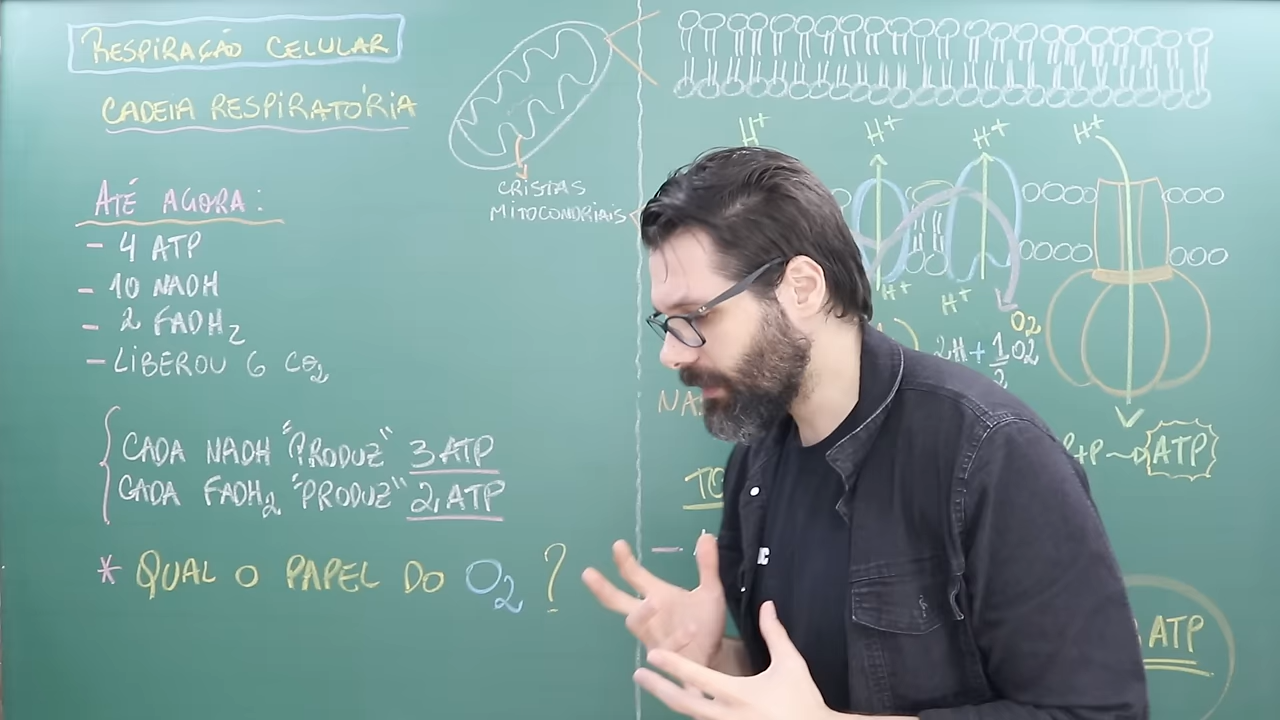 RESPIRAÇÃO CELULAR
CADEIA RESPIRATÓRIA
ATÉ AGORA:
- 4 ATP
- 10 NADH
- 2 FADH2
- LIBEROU 6 CO2
CADA NADH "PRODUZ" 3 ATP
CADA FADH2 "PRODUZ" 2 ATP
* QUAL O PAPEL DO O2 ?
CRISTAS
MITOCONDRIAIS
H+ H+ H+ H+
H+ H+
O2
2H + 1/2 O2
P+P → ATP
ATP